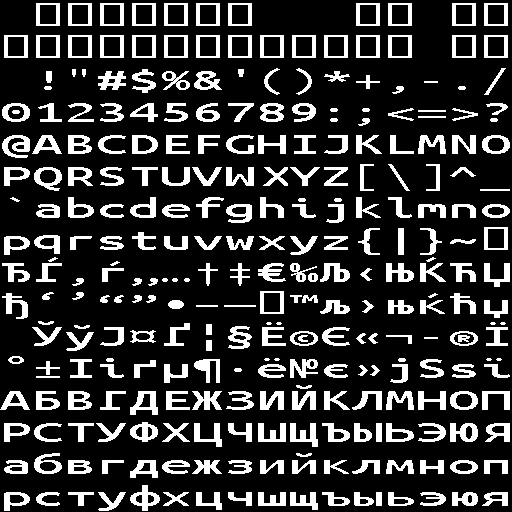 !"#$%&'()*+,-./
0123456789:;<=>?
@ABCDEFGHIJKLMNO
PQRSTUVWXYZ[\]^_
`abcdefghijklmno
pqrstuvwxyz{|}~
ЂЃ‚ѓ„…†‡€‰Љ‹ЊЌЋЏ
ђ‘’“”•–—™љ›њќћџ
ЎўЈ¤Ґ¦§Ё©Є«¬-®Ї
°±Ііґµ¶·ё№є»јЅѕї
АБВГДЕЖЗИЙКЛМНОП
РСТУФХЦЧШЩЪЫЬЭЮЯ
абвгдежзийклмноп
рстуфхцчшщъыьэюя